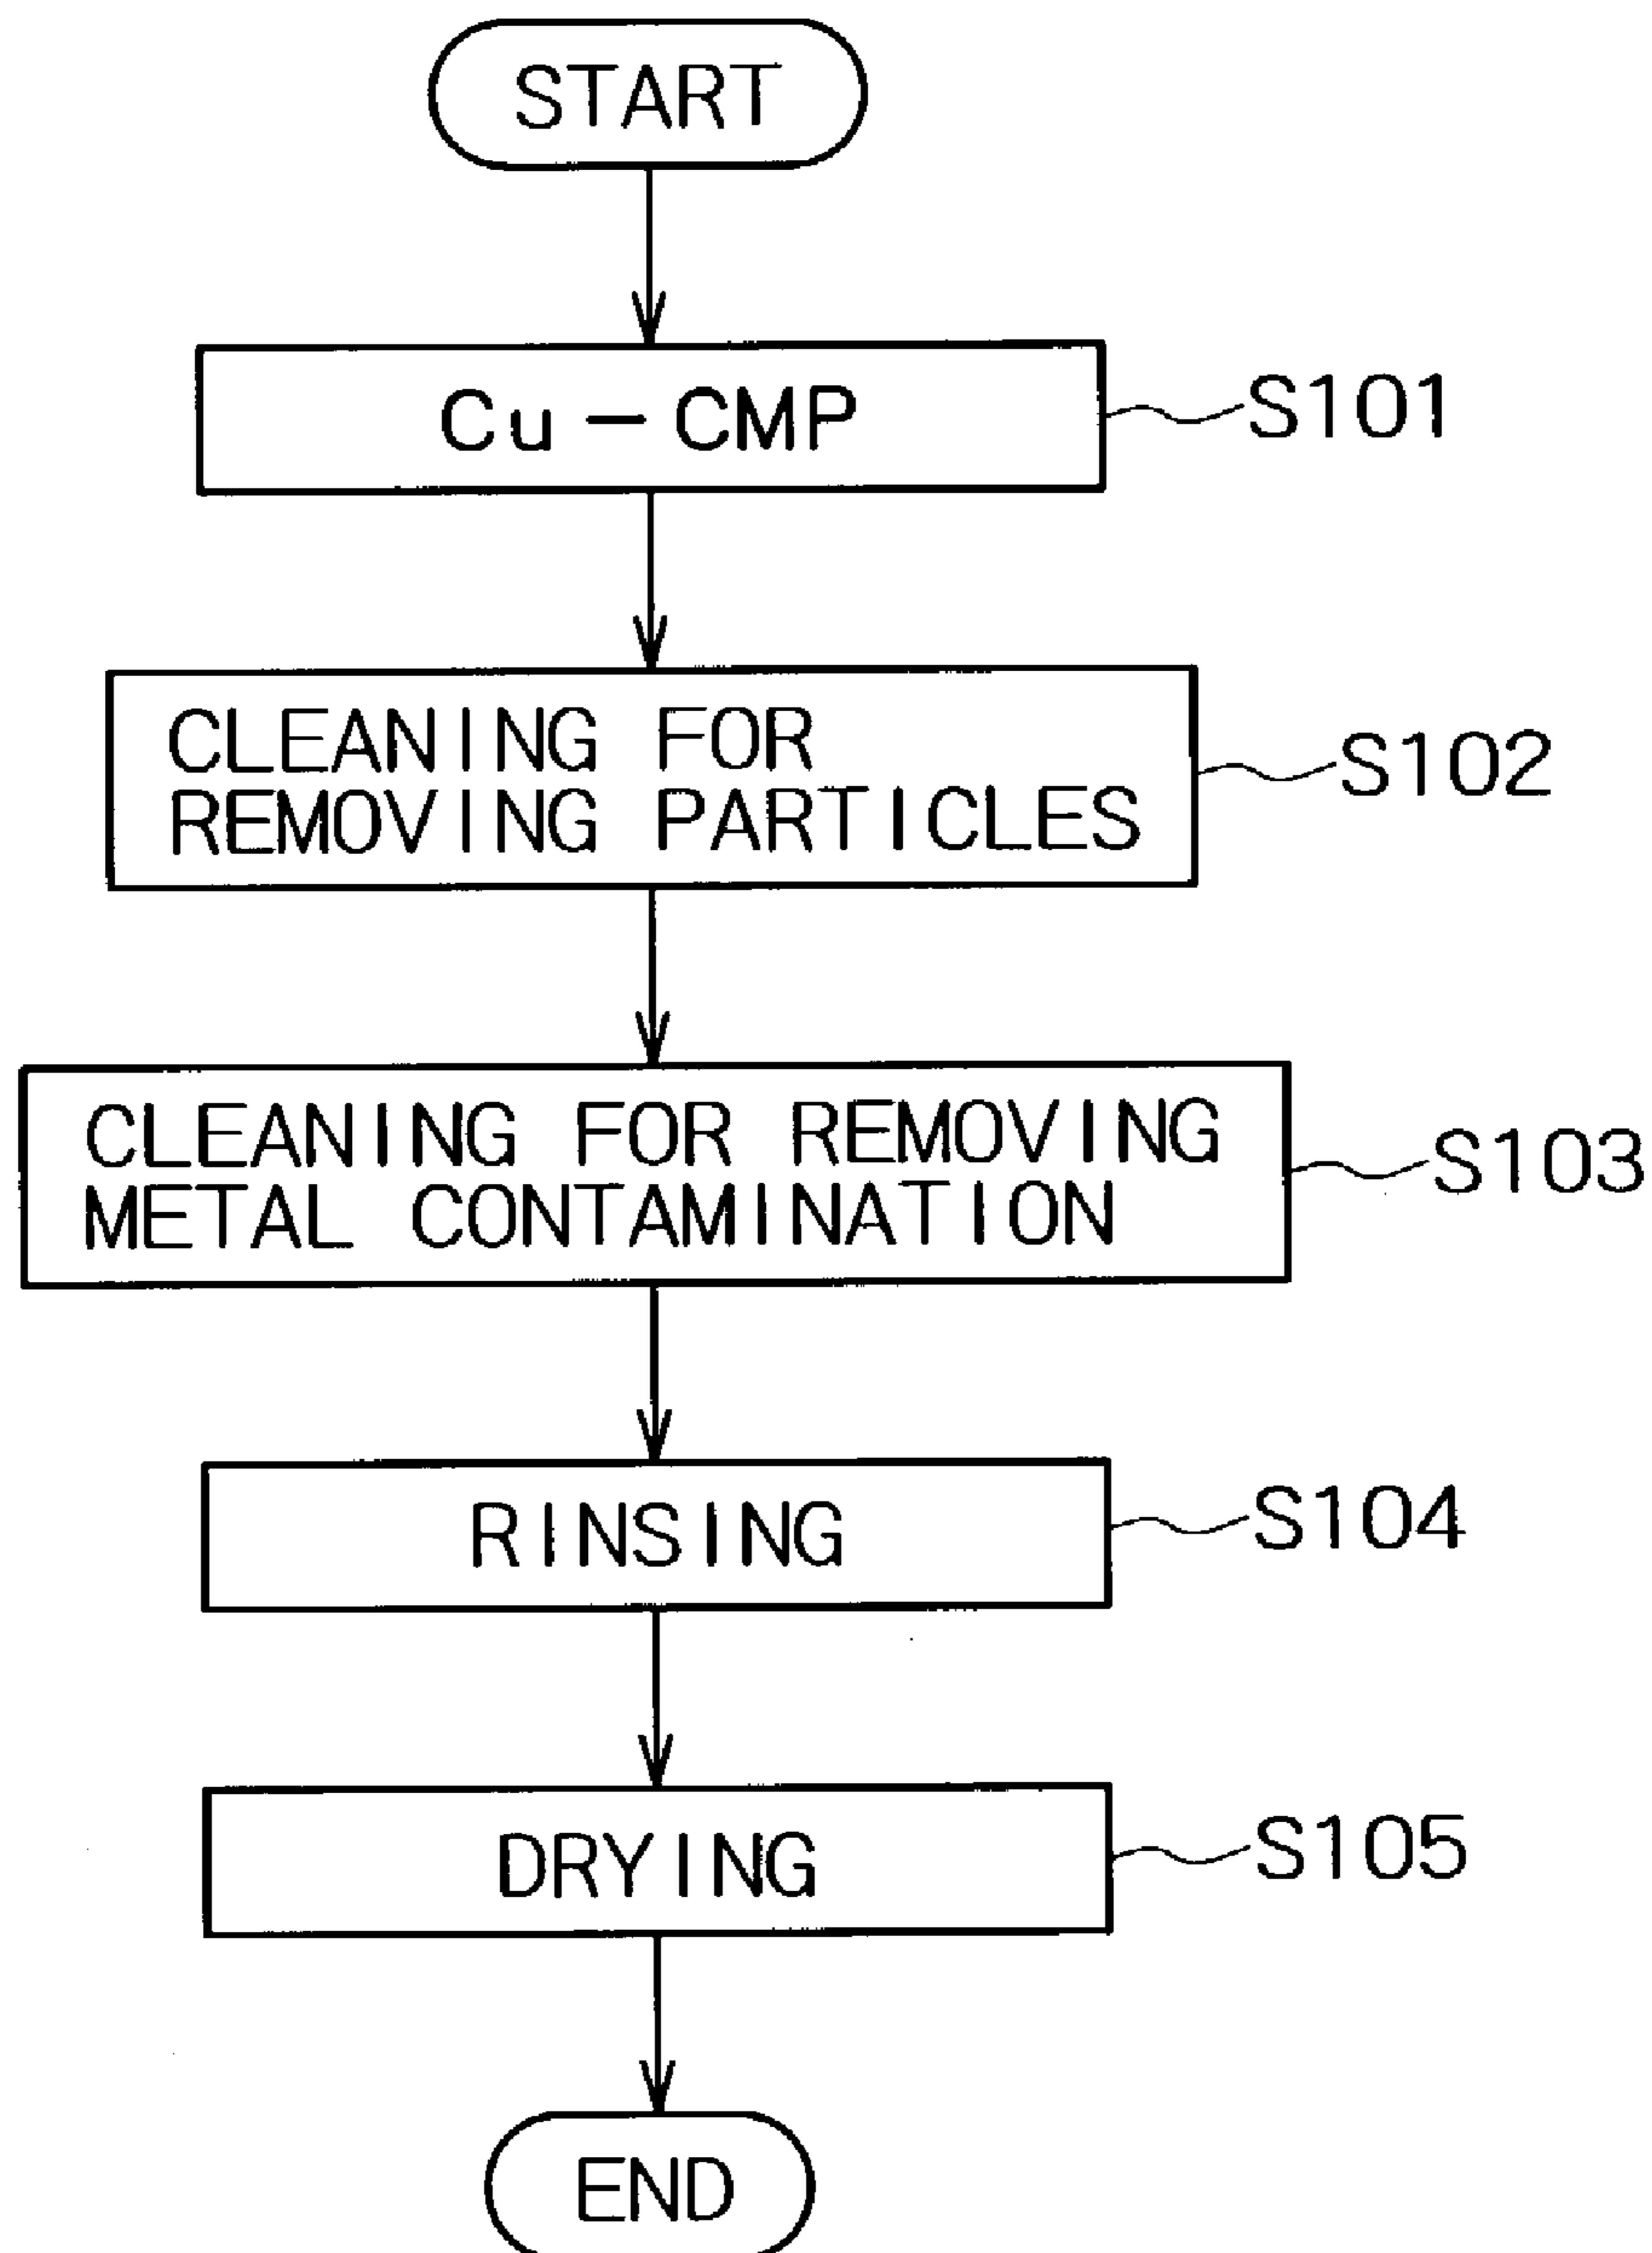 START
Cu-CMP
S101
CLEANING FOR
REMOVING PARTICLES
S102
CLEANING FOR REMOVING
METAL CONTAMINATION
S103
RINSING
S104
DRYING
S105
END